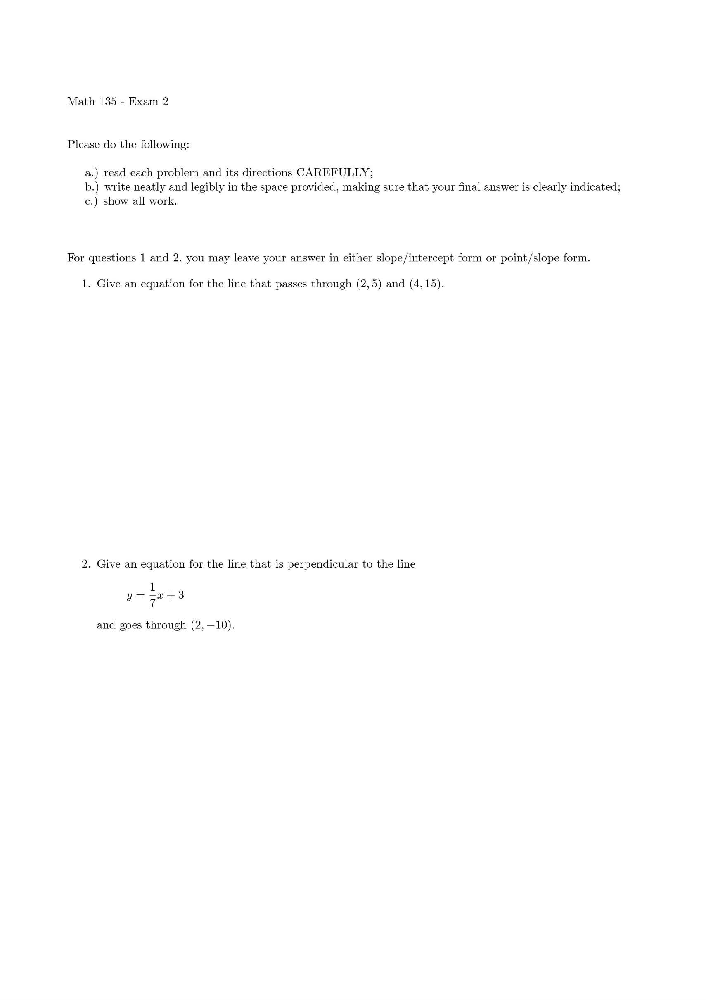 Math 135 - Exam 2
Please do the following:
a.) read each problem and its directions CAREFULLY;
b.) write neatly and legibly in the space provided, making sure that your final answer is clearly indicated;
c.) show all work.
For questions 1 and 2, you may leave your answer in either slope/intercept form or point/slope form.
1. Give an equation for the line that passes through (2, 5) and (4, 15).
2. Give an equation for the line that is perpendicular to the line
y = 1/7 x + 3
and goes through (2, −10).